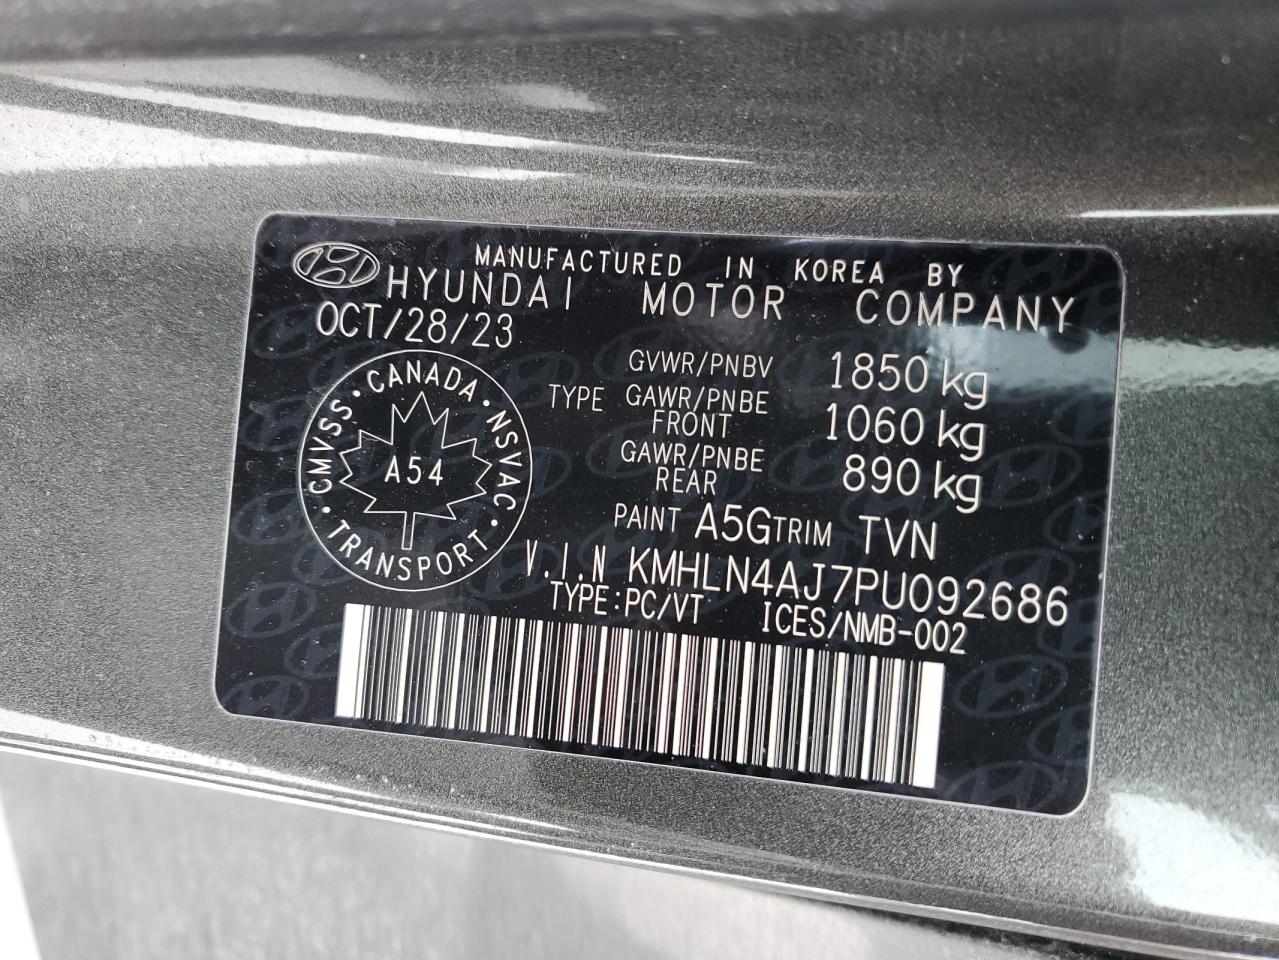 MANUFACTURED IN KOREA BY
HYUNDAI MOTOR COMPANY
OCT/28/23
GVWR/PNBV 1850 kg
TYPE GAWR/PNBE FRONT 1060 kg
GAWR/PNBE REAR 890 kg
PAINT A5G TRIM TVN
V.I.N KMHLN4AJ7PU092686
TYPE:PC/VT ICES/NMB-002
CMVSS · CANADA · NSVAC · TRANSPORT ·
A54